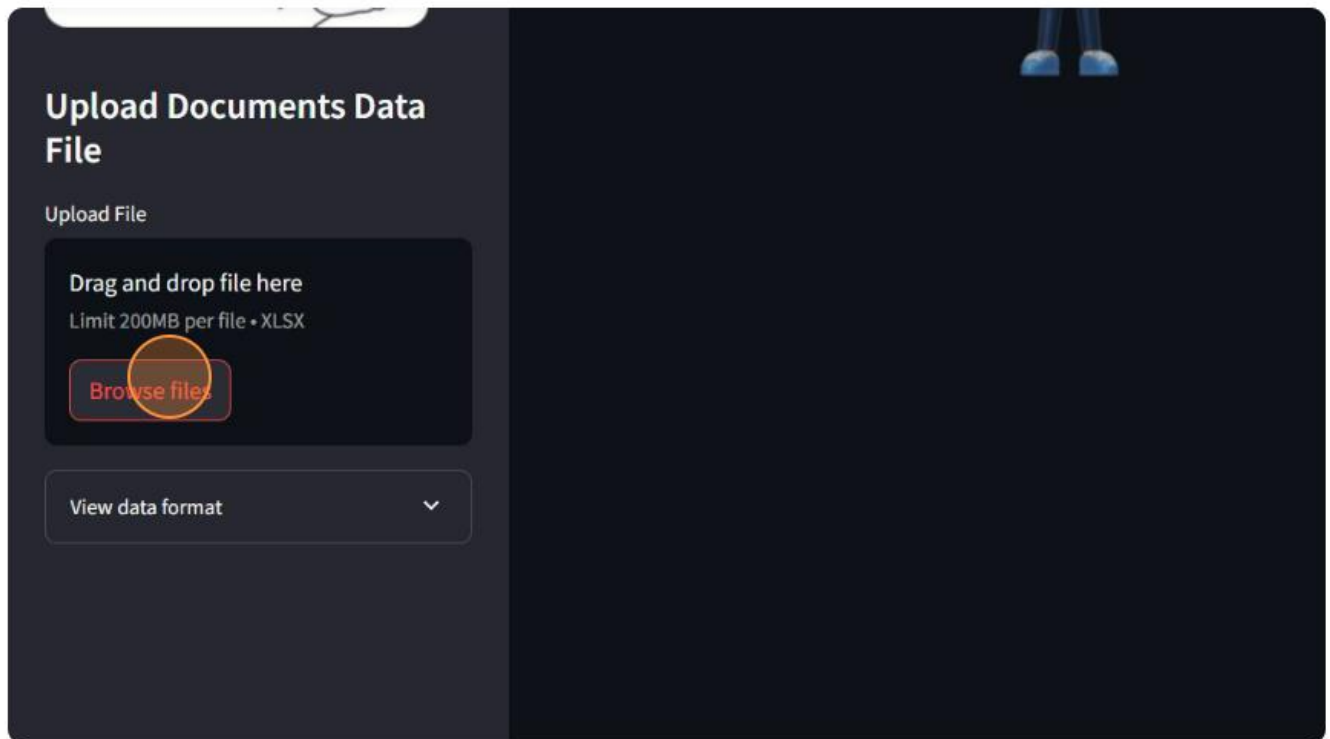 Upload Documents Data
File
Upload File
Drag and drop file here
Limit 200MB per file • XLSX
Browse files
View data format